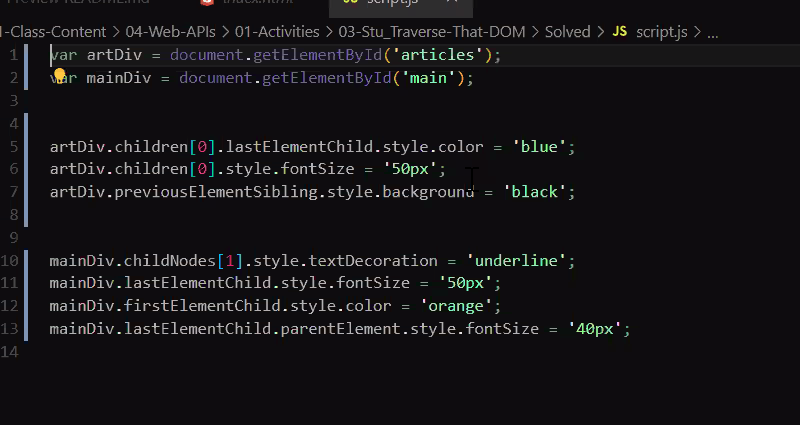 Preview README.md index.html JS script.js
1-Class-Content > 04-Web-APIs > 01-Activities > 03-Stu_Traverse-That-DOM > Solved > JS script.js > ...
1 var artDiv = document.getElementById('articles');
2 var mainDiv = document.getElementById('main');
3
4
5 artDiv.children[0].lastElementChild.style.color = 'blue';
6 artDiv.children[0].style.fontSize = '50px';
7 artDiv.previousElementSibling.style.background = 'black';
8
9
10 mainDiv.childNodes[1].style.textDecoration = 'underline';
11 mainDiv.lastElementChild.style.fontSize = '50px';
12 mainDiv.firstElementChild.style.color = 'orange';
13 mainDiv.lastElementChild.parentElement.style.fontSize = '40px';
14